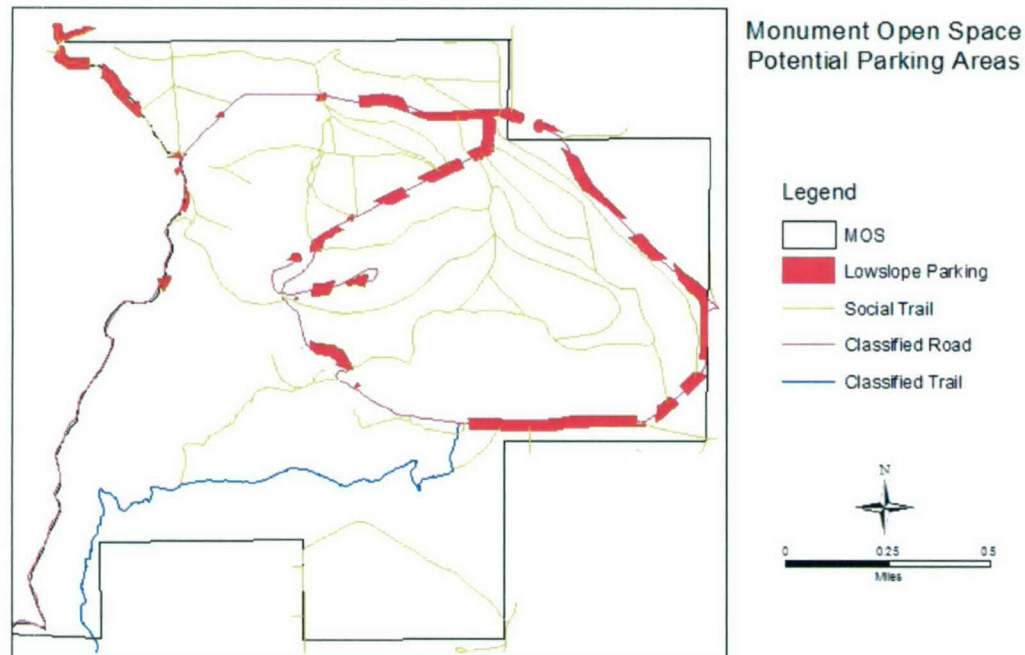 Monument Open Space
Potential Parking Areas
Legend
MOS
Lowslope Parking
Social Trail
Classified Road
Classified Trail
N
0 0.25 0.5
Miles